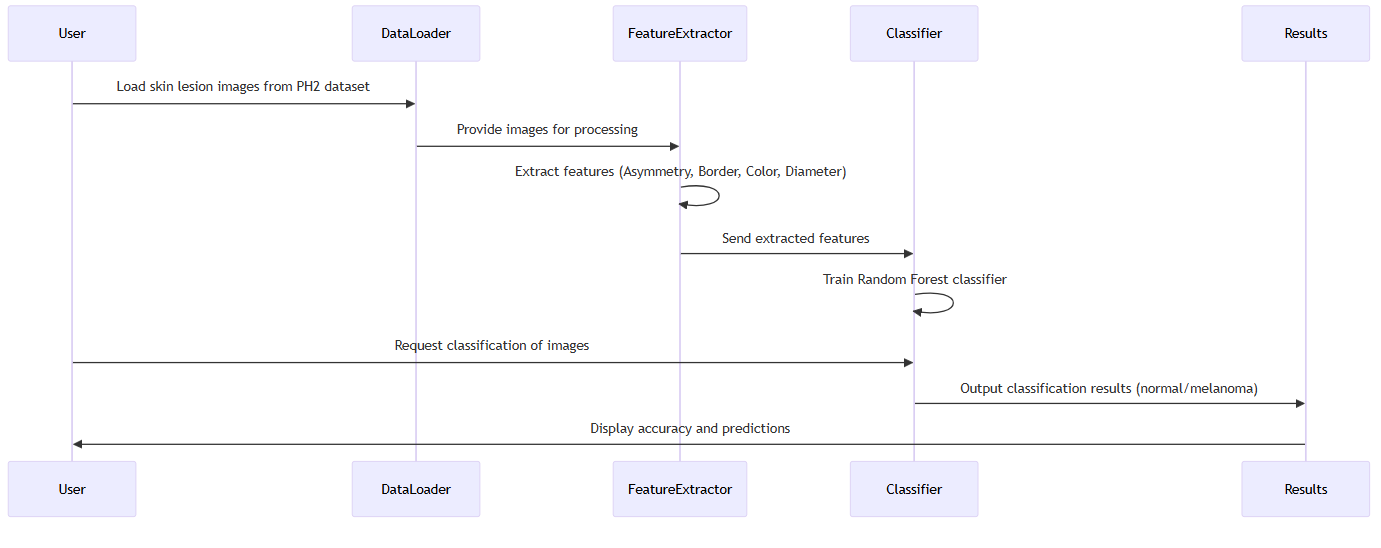 User
DataLoader
FeatureExtractor
Classifier
Results
Load skin lesion images from PH2 dataset
Provide images for processing
Extract features (Asymmetry, Border, Color, Diameter)
Send extracted features
Train Random Forest classifier
Request classification of images
Output classification results (normal/melanoma)
Display accuracy and predictions
User
DataLoader
FeatureExtractor
Classifier
Results